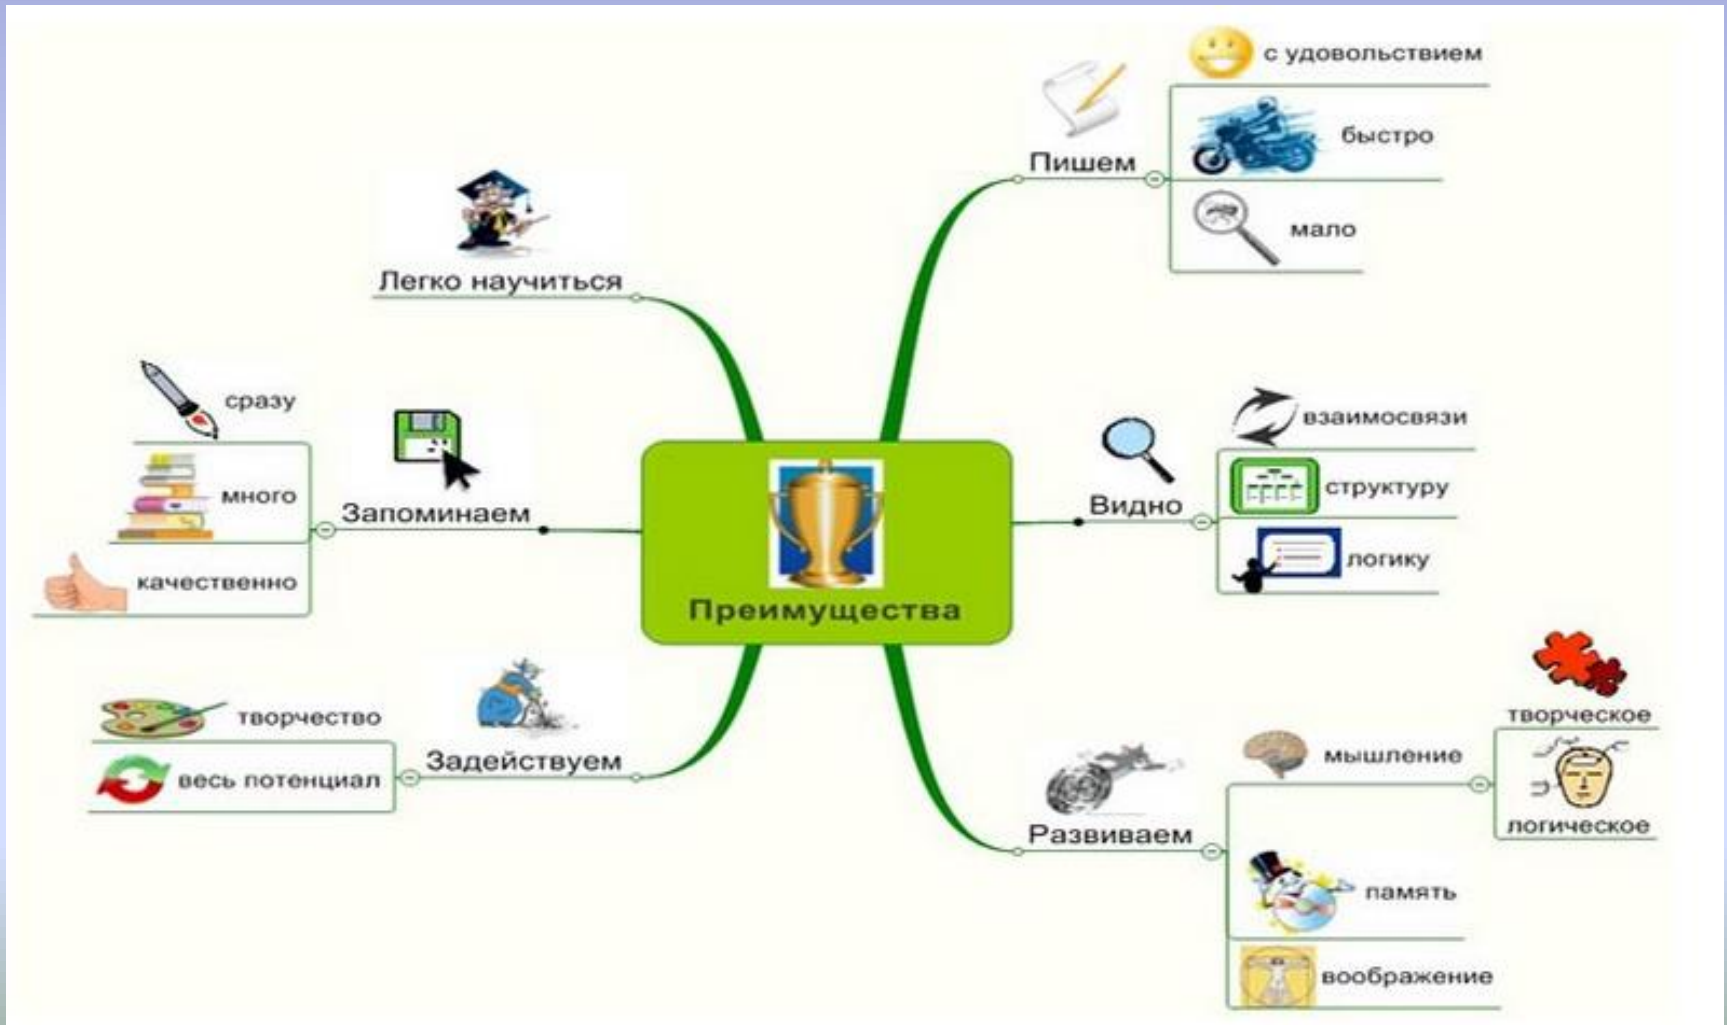 Преимущества
Пишем
с удовольствием
быстро
мало
Видно
взаимосвязи
структуру
логику
Развиваем
мышление
творческое
логическое
память
воображение
Задействуем
творчество
весь потенциал
Запоминаем
сразу
много
качественно
Легко научиться